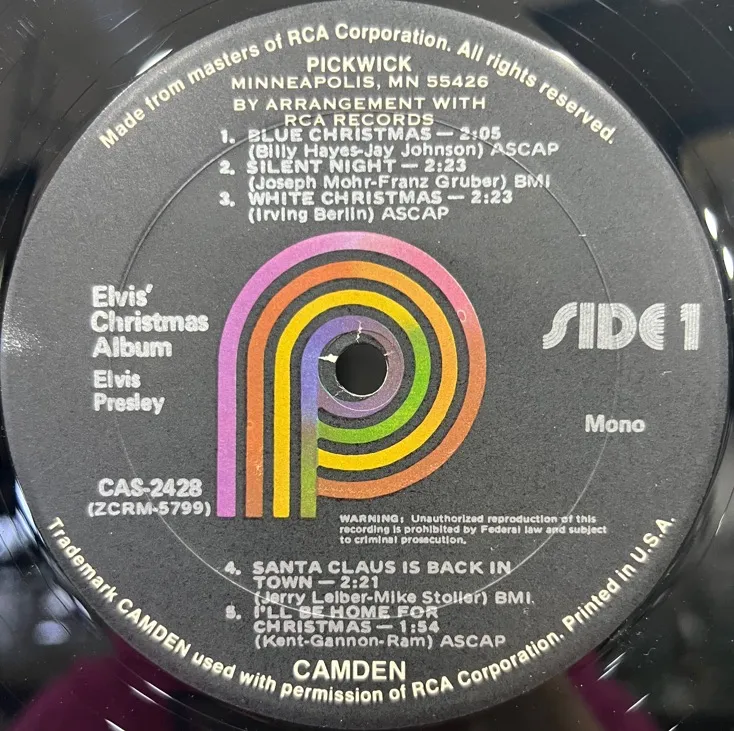 Made from masters of RCA Corporation. All rights reserved.
PICKWICK
MINNEAPOLIS, MN 55426
BY ARRANGEMENT WITH
RCA RECORDS
1. BLUE CHRISTMAS — 2:05
(Billy Hayes-Jay Johnson) ASCAP
2. SILENT NIGHT — 2:23
(Joseph Mohr-Franz Gruber) BMI
3. WHITE CHRISTMAS — 2:23
(Irving Berlin) ASCAP
Elvis'
Christmas
Album
Elvis
Presley
SIDE 1
Mono
CAS-2428
(ZCRM-5799)
WARNING: Unauthorized reproduction of this
recording is prohibited by Federal law and subject
to criminal prosecution.
4. SANTA CLAUS IS BACK IN
TOWN — 2:21
(Jerry Leiber-Mike Stoller) BMI.
5. I'LL BE HOME FOR
CHRISTMAS — 1:54
(Kent-Gannon-Ram) ASCAP
CAMDEN
Trademark CAMDEN used with permission of RCA Corporation. Printed in U.S.A.